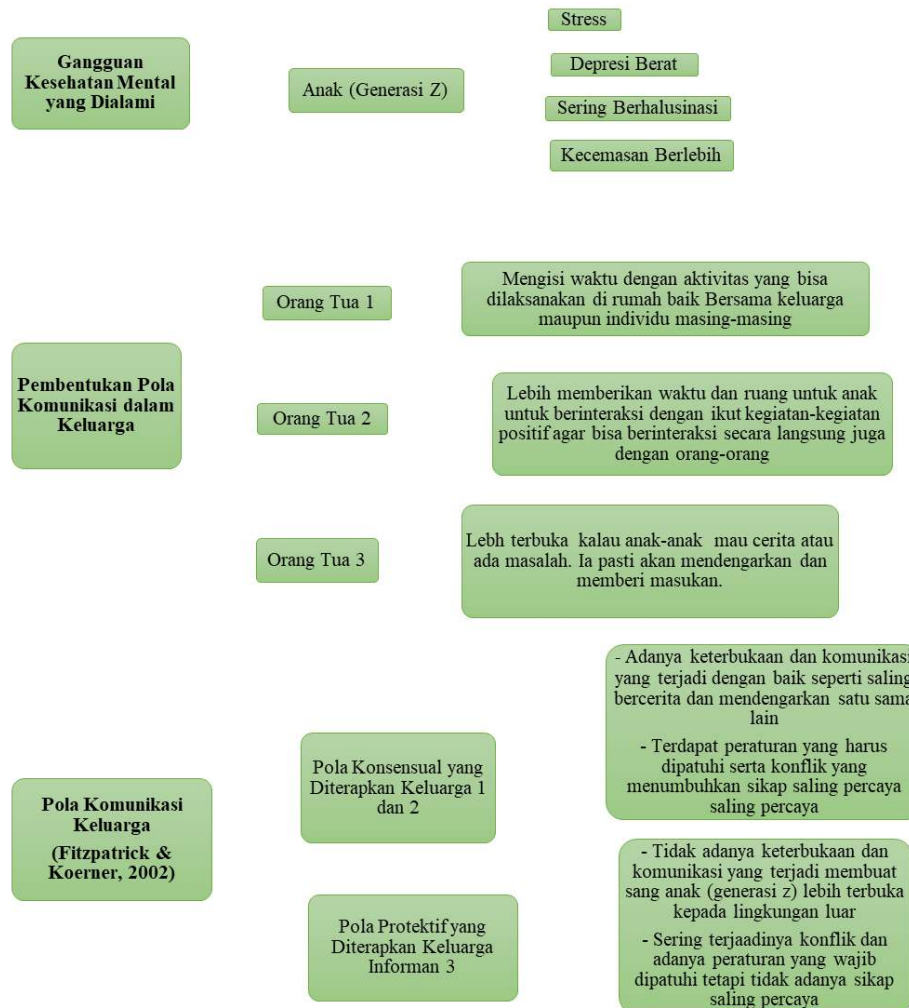 Gangguan
Kesehatan Mental
yang Dialami
Anak (Generasi Z)
Stress
Depresi Berat
Sering Berhalusinasi
Kecemasan Berlebih
Pembentukan Pola
Komunikasi dalam
Keluarga
Orang Tua 1
Mengisi waktu dengan aktivitas yang bisa
dilaksanakan di rumah baik Bersama keluarga
maupun individu masing-masing
Orang Tua 2
Lebih memberikan waktu dan ruang untuk anak
untuk berinteraksi dengan ikut kegiatan-kegiatan
positif agar bisa berinteraksi secara langsung juga
dengan orang-orang
Orang Tua 3
Lebh terbuka kalau anak-anak mau cerita atau
ada masalah. Ia pasti akan mendengarkan dan
memberi masukan.
Pola Komunikasi
Keluarga
(Fitzpatrick &
Koerner, 2002)
Pola Konsensual yang
Diterapkan Keluarga 1
dan 2
- Adanya keterbukaan dan komunikasi
yang terjadi dengan baik seperti saling
bercerita dan mendengarkan satu sama
lain
- Terdapat peraturan yang harus
dipatuhi serta konflik yang
menumbuhkan sikap saling percaya
saling percaya
Pola Protektif yang
Diterapkan Keluarga
Informan 3
- Tidak adanya keterbukaan dan
komunikasi yang terjadi membuat
sang anak (generasi z) lebih terbuka
kepada lingkungan luar
- Sering terjaadinya konflik dan
adanya peraturan yang wajib
dipatuhi tetapi tidak adanya sikap
saling percaya